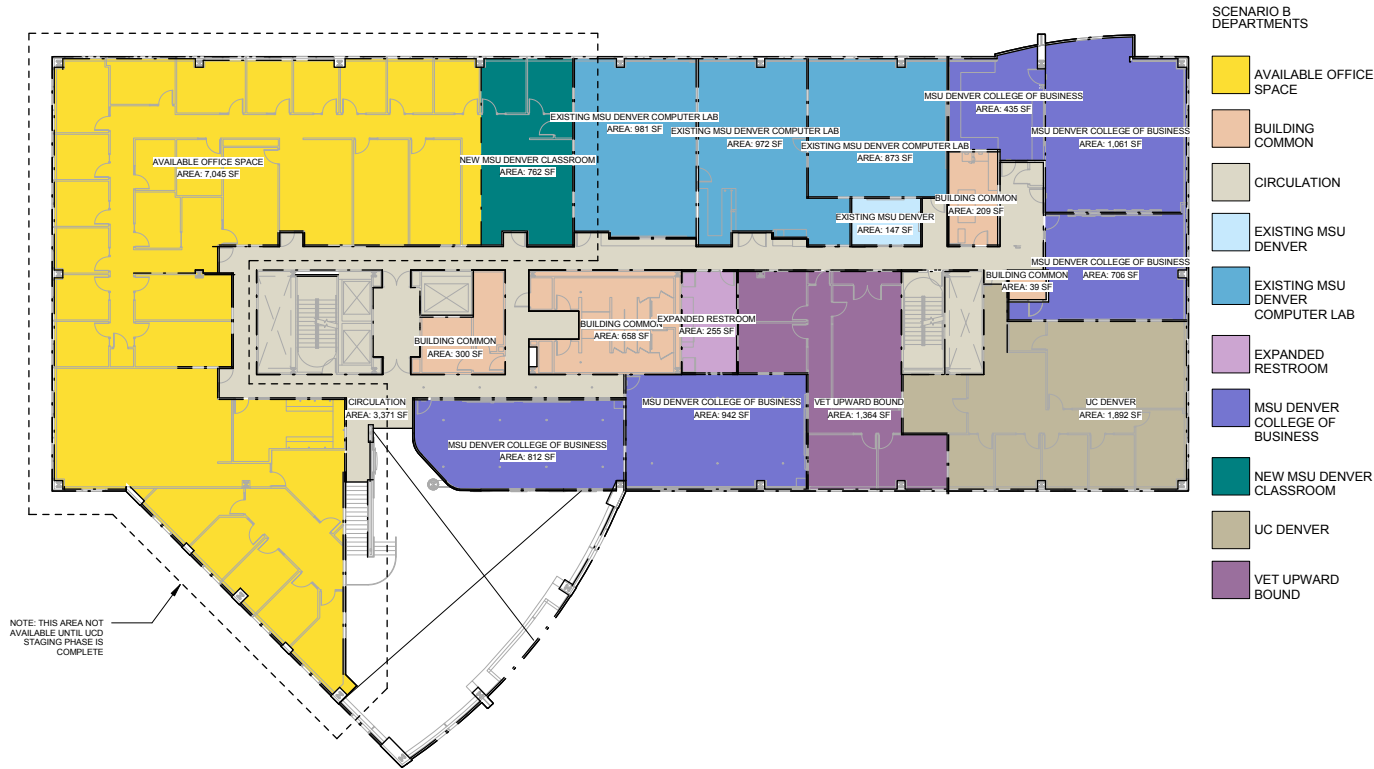 SCENARIO B
DEPARTMENTS
AVAILABLE OFFICE
SPACE
BUILDING
COMMON
CIRCULATION
EXISTING MSU
DENVER
EXISTING MSU
DENVER
COMPUTER LAB
EXPANDED
RESTROOM
MSU DENVER
COLLEGE OF
BUSINESS
NEW MSU DENVER
CLASSROOM
UC DENVER
VET UPWARD
BOUND
MSU DENVER COLLEGE OF BUSINESS
AREA: 435 SF
EXISTING MSU DENVER COMPUTER LAB
AREA: 981 SF
EXISTING MSU DENVER COMPUTER LAB
AREA: 972 SF
EXISTING MSU DENVER COMPUTER LAB
AREA: 873 SF
MSU DENVER COLLEGE OF BUSINESS
AREA: 1,061 SF
AVAILABLE OFFICE SPACE
AREA: 7,045 SF
NEW MSU DENVER CLASSROOM
AREA: 762 SF
BUILDING COMMON
AREA: 209 SF
EXISTING MSU DENVER
AREA: 147 SF
MSU DENVER COLLEGE OF BUSINESS
AREA: 706 SF
BUILDING COMMON
AREA: 39 SF
EXPANDED RESTROOM
AREA: 255 SF
BUILDING COMMON
AREA: 658 SF
BUILDING COMMON
AREA: 300 SF
CIRCULATION
AREA: 3,371 SF
MSU DENVER COLLEGE OF BUSINESS
AREA: 942 SF
VET UPWARD BOUND
AREA: 1,364 SF
UC DENVER
AREA: 1,892 SF
MSU DENVER COLLEGE OF BUSINESS
AREA: 812 SF
NOTE: THIS AREA NOT
AVAILABLE UNTIL UCD
STAGING PHASE IS
COMPLETE